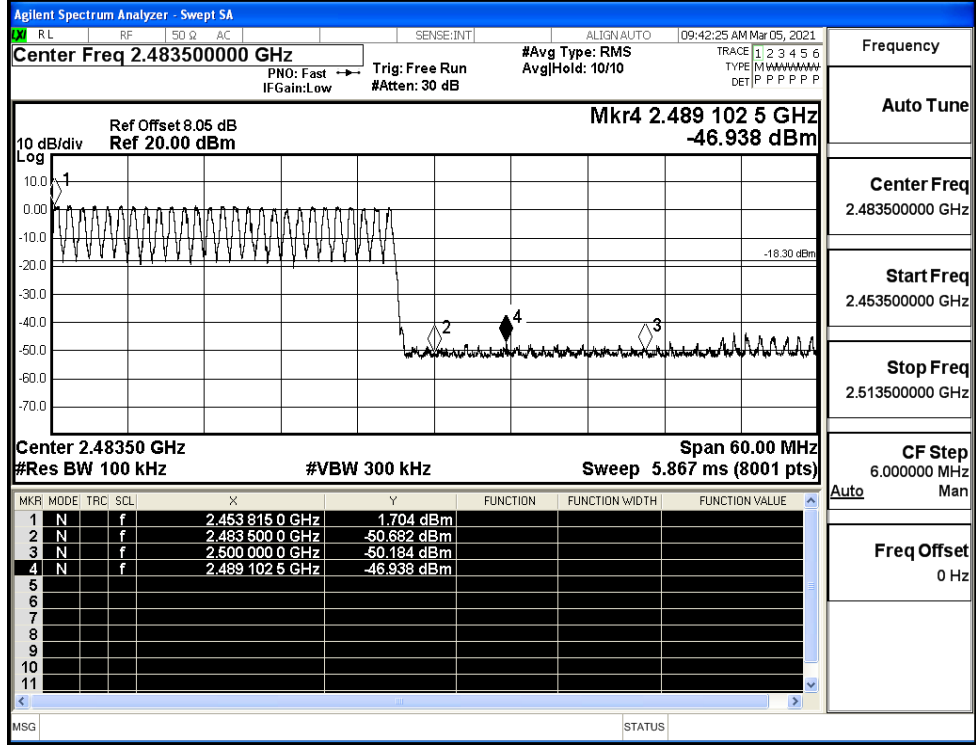 Agilent Spectrum Analyzer - Swept SA
LXI RL RF 50 Ω AC SENSE:INT ALIGN AUTO 09:42:25 AM Mar 05, 2021
Center Freq 2.483500000 GHz
PNO: Fast
IFGain:Low
Trig: Free Run
#Atten: 30 dB
#Avg Type: RMS
Avg|Hold: 10/10
TRACE 1 2 3 4 5 6
TYPE M W W W W W
DET P P P P P P
Mkr4 2.489 102 5 GHz
-46.938 dBm
Ref Offset 8.05 dB
10 dB/div Ref 20.00 dBm
Log
10.0
0.00
-10.0
-20.0
-30.0
-40.0
-50.0
-60.0
-70.0
1
2
4
3
-18.30 dBm
Center 2.48350 GHz Span 60.00 MHz
#Res BW 100 kHz #VBW 300 kHz Sweep 5.867 ms (8001 pts)
MKR MODE TRC SCL X Y FUNCTION FUNCTION WIDTH FUNCTION VALUE
1 N f 2.453 815 0 GHz 1.704 dBm
2 N f 2.483 500 0 GHz -50.682 dBm
3 N f 2.500 000 0 GHz -50.184 dBm
4 N f 2.489 102 5 GHz -46.938 dBm
5
6
7
8
9
10
11
MSG STATUS
Frequency
Auto Tune
Center Freq
2.483500000 GHz
Start Freq
2.453500000 GHz
Stop Freq
2.513500000 GHz
CF Step
6.000000 MHz
Auto Man
Freq Offset
0 Hz